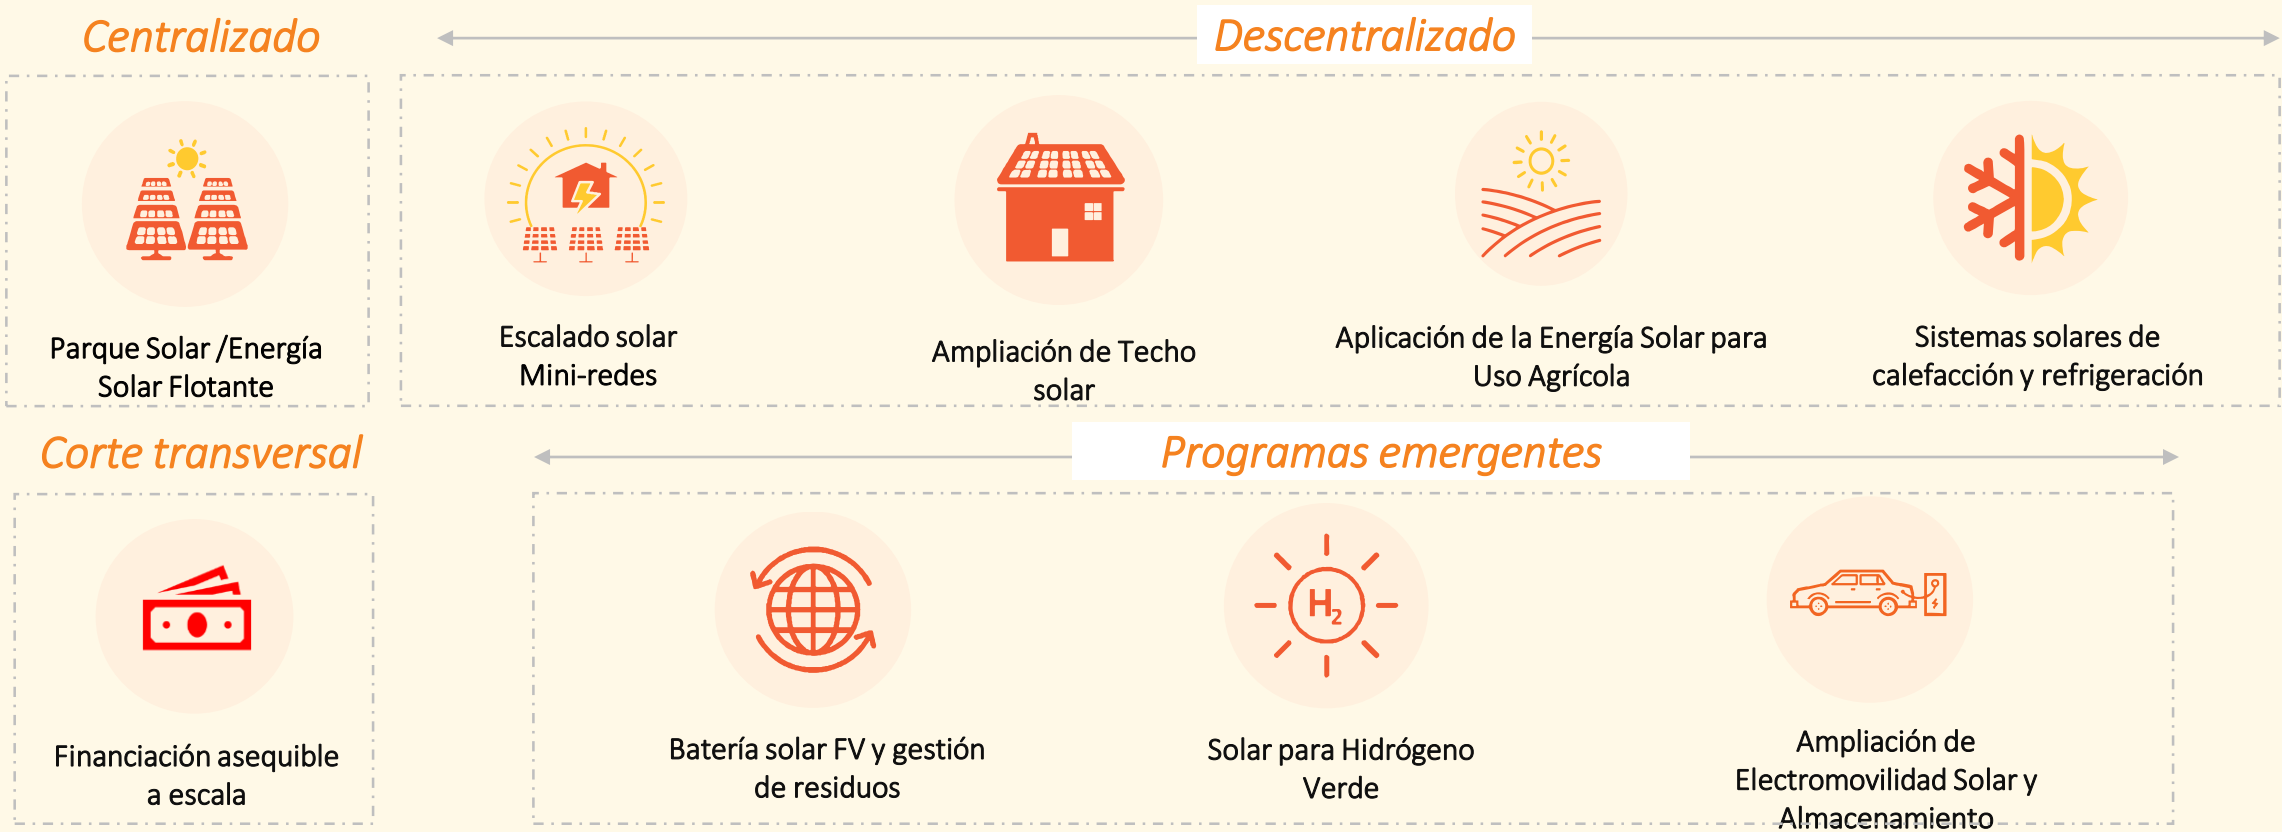 Centralizado
Descentralizado
Parque Solar /Energía
Solar Flotante
Escalado solar
Mini-redes
Ampliación de Techo
solar
Aplicación de la Energía Solar para
Uso Agrícola
Sistemas solares de
calefacción y refrigeración
Corte transversal
Programas emergentes
Financiación asequible
a escala
Batería solar FV y gestión
de residuos
H2
Solar para Hidrógeno
Verde
Ampliación de
Electromovilidad Solar y
Almacenamiento